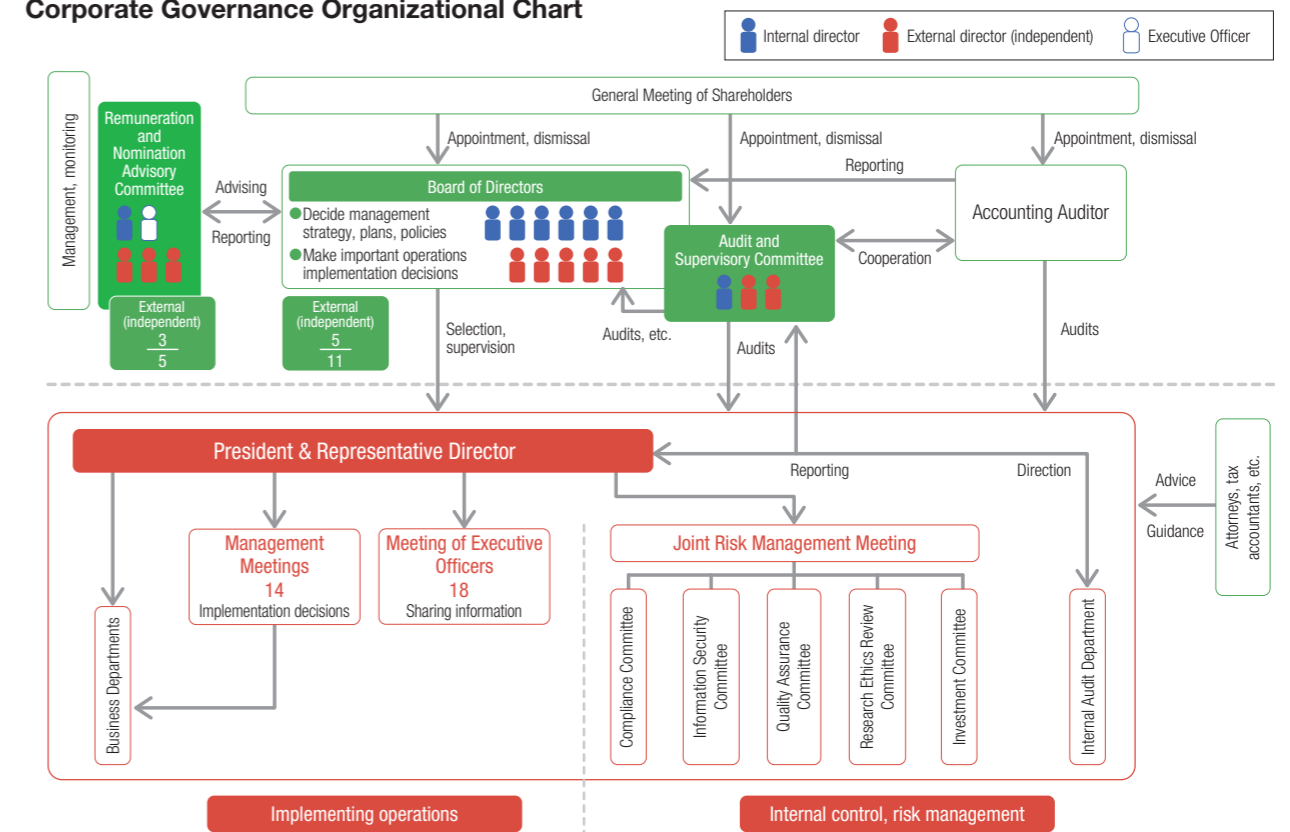 Corporate Governance Organizational Chart
Internal director
External director (independent)
Executive Officer
Management, monitoring
Remuneration
and
Nomination
Advisory
Committee
External
(independent)
3
5
General Meeting of Shareholders
Appointment, dismissal
Appointment, dismissal
Appointment, dismissal
Advising
Reporting
Board of Directors
Decide management
strategy, plans, policies
Make important operations
implementation decisions
External
(independent)
5
11
Reporting
Accounting Auditor
Audit and
Supervisory Committee
Cooperation
Selection,
supervision
Audits, etc.
Audits
Audits
President & Representative Director
Reporting
Direction
Advice
Guidance
Attorneys, tax
accountants, etc.
Management
Meetings
14
Implementation decisions
Meeting of Executive
Officers
18
Sharing information
Joint Risk Management Meeting
Business Departments
Compliance Committee
Information Security
Committee
Quality Assurance
Committee
Research Ethics Review
Committee
Investment Committee
Internal Audit Department
Implementing operations
Internal control, risk management